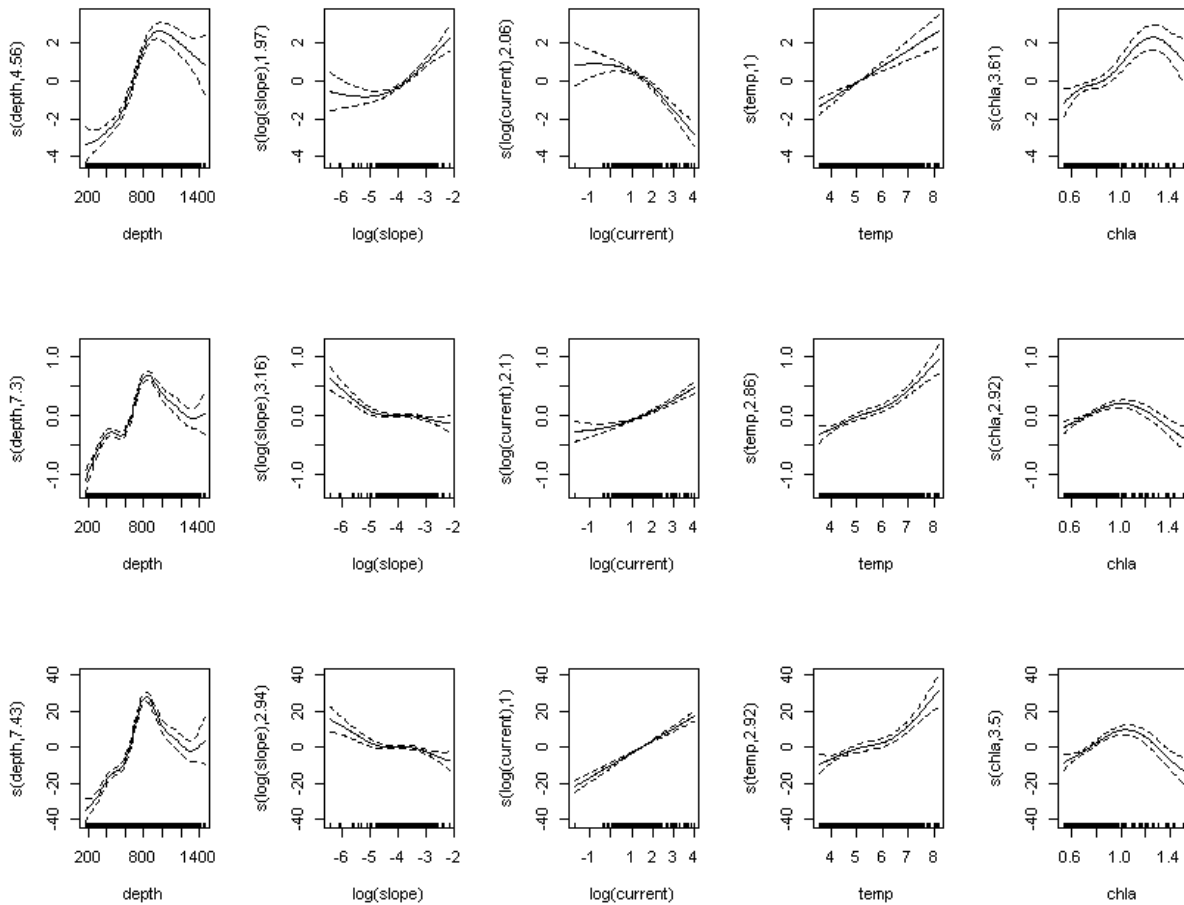 s(depth,4.56)
-4 -2 0 2
200 800 1400
depth
s(log(slope),1.97)
-4 -2 0 2
-6 -5 -4 -3 -2
log(slope)
s(log(current),2.06)
-4 -2 0 2
-1 1 2 3 4
log(current)
s(temp,1)
-4 -2 0 2
4 5 6 7 8
temp
s(chla,3.61)
-4 -2 0 2
0.6 1.0 1.4
chla
s(depth,7.3)
-1.0 0.0 1.0
200 800 1400
depth
s(log(slope),3.16)
-1.0 0.0 1.0
-6 -5 -4 -3 -2
log(slope)
s(log(current),2.1)
-1.0 0.0 1.0
-1 1 2 3 4
log(current)
s(temp,2.86)
-1.0 0.0 1.0
4 5 6 7 8
temp
s(chla,2.92)
-1.0 0.0 1.0
0.6 1.0 1.4
chla
s(depth,7.43)
-40 -20 0 20 40
200 800 1400
depth
s(log(slope),2.94)
-40 -20 0 20 40
-6 -5 -4 -3 -2
log(slope)
s(log(current),1)
-40 -20 0 20 40
-1 1 2 3 4
log(current)
s(temp,2.92)
-40 -20 0 20 40
4 5 6 7 8
temp
s(chla,3.5)
-40 -20 0 20 40
0.6 1.0 1.4
chla